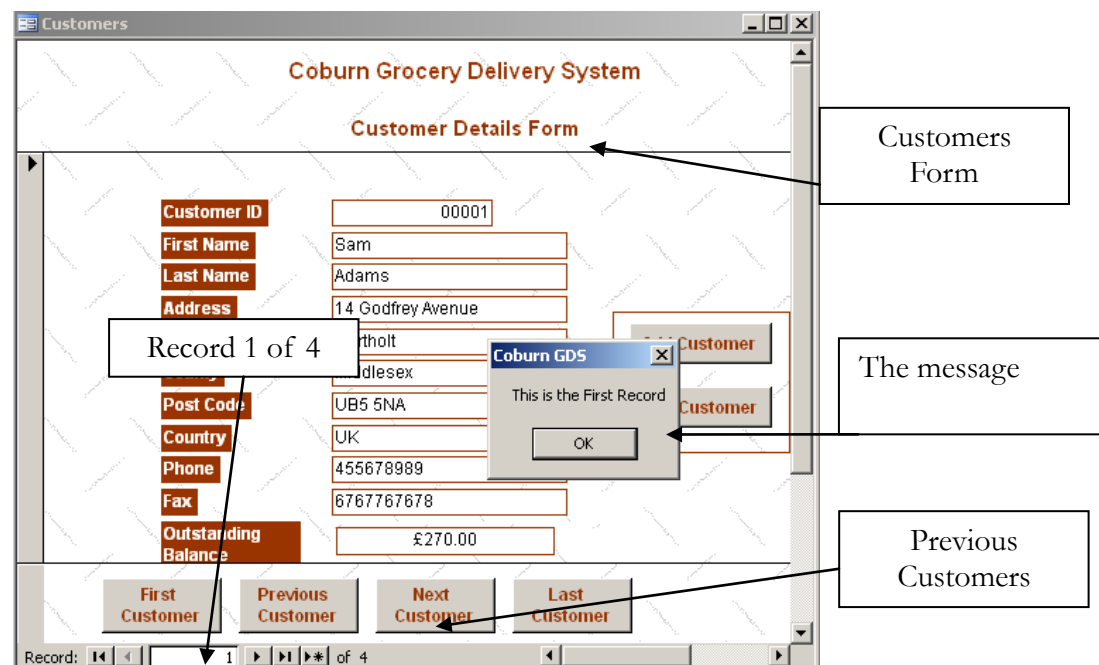 Customers
Coburn Grocery Delivery System
Customer Details Form
Customers
Form
Customer ID 00001
First Name Sam
Last Name Adams
Address 14 Godfrey Avenue
Record 1 of 4
tholt
Customer
Coburn GDS
This is the First Record
OK
The message
dlesex
Post Code UB5 5NA
Customer
Country UK
Phone 455678989
Fax 6767767678
Outstanding
Balance
£270.00
Previous
Customers
First
Customer
Previous
Customer
Next
Customer
Last
Customer
Record: 1 of 4